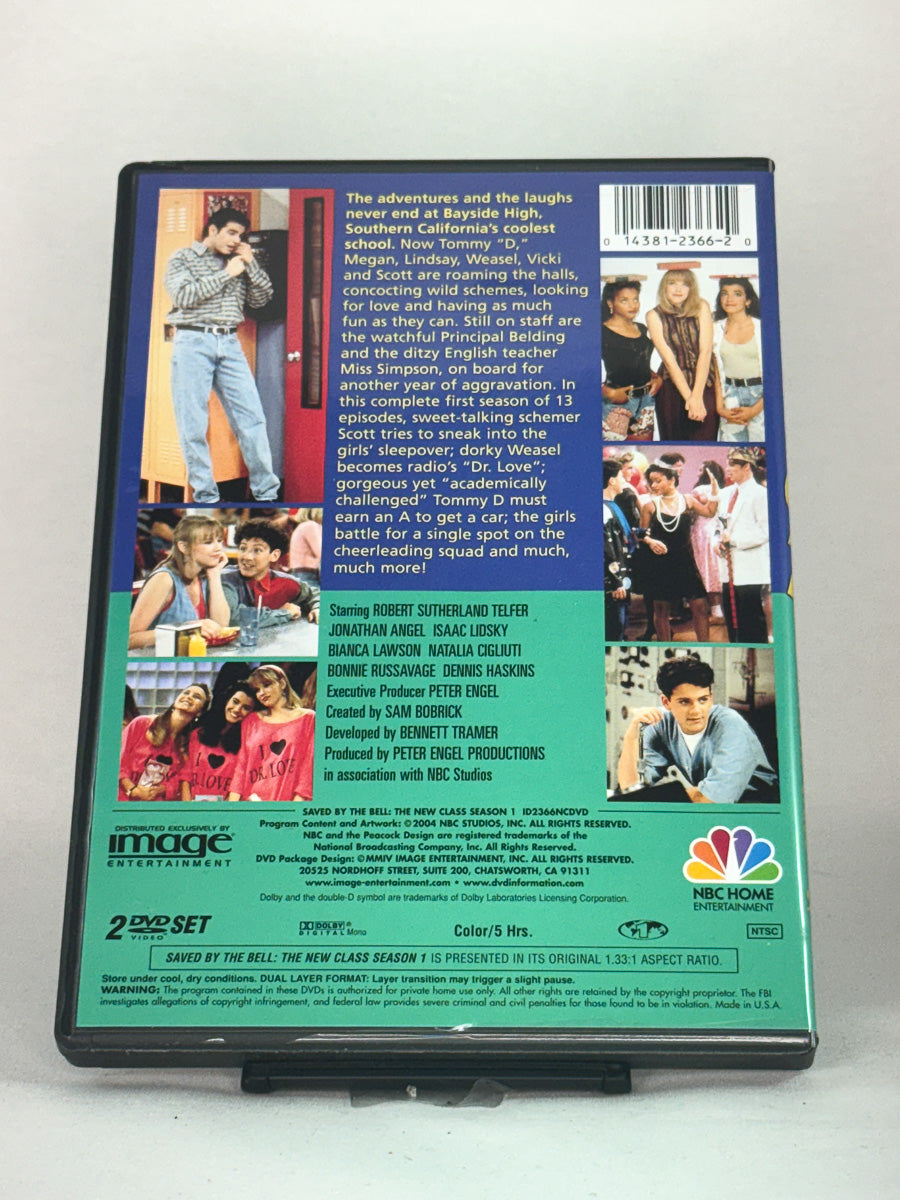 The adventures and the laughs
never end at Bayside High,
Southern California's coolest
school. Now Tommy "D,"
Megan, Lindsay, Weasel, Vicki
and Scott are roaming the halls,
concocting wild schemes, looking
for love and having as much
fun as they can. Still on staff are
the watchful Principal Belding
and the ditzy English teacher
Miss Simpson, on board for
another year of aggravation. In
this complete first season of 13
episodes, sweet-talking schemer
Scott tries to sneak into the
girls' sleepover; dorky Weasel
becomes radio's "Dr. Love";
gorgeous yet "academically
challenged" Tommy D must
earn an A to get a car; the girls
battle for a single spot on the
cheerleading squad and much,
much more!
0 14381-2366-2 0
Starring ROBERT SUTHERLAND TELFER
JONATHAN ANGEL ISAAC LIDSKY
BIANCA LAWSON NATALIA CIGLIUTI
BONNIE RUSSAVAGE DENNIS HASKINS
Executive Producer PETER ENGEL
Created by SAM BOBRICK
Developed by BENNETT TRAMER
Produced by PETER ENGEL PRODUCTIONS
in association with NBC Studios
I ♥
I ♥
DR. LOVE
SAVED BY THE BELL: THE NEW CLASS SEASON 1 ID2366NCDVD
Program Content and Artwork: ©2004 NBC STUDIOS, INC. ALL RIGHTS RESERVED.
NBC and the Peacock Design are registered trademarks of the
National Broadcasting Company, Inc. All Rights Reserved.
DVD Package Design: ©MMIV IMAGE ENTERTAINMENT, INC. ALL RIGHTS RESERVED.
20525 NORDHOFF STREET, SUITE 200, CHATSWORTH, CA 91311
www.image-entertainment.com • www.dvdinformation.com
Dolby and the double-D symbol are trademarks of Dolby Laboratories Licensing Corporation.
DISTRIBUTED EXCLUSIVELY BY
image®
ENTERTAINMENT
NBC HOME
ENTERTAINMENT
2 DVD VIDEO SET
DOLBY® DIGITAL Mono
Color/5 Hrs.
1
NTSC
SAVED BY THE BELL: THE NEW CLASS SEASON 1 IS PRESENTED IN ITS ORIGINAL 1.33:1 ASPECT RATIO.
Store under cool, dry conditions. DUAL LAYER FORMAT: Layer transition may trigger a slight pause.
WARNING: The program contained in these DVDs is authorized for private home use only. All other rights are retained by the copyright proprietor. The FBI
investigates allegations of copyright infringement, and federal law provides severe criminal and civil penalties for those found to be in violation. Made in U.S.A.